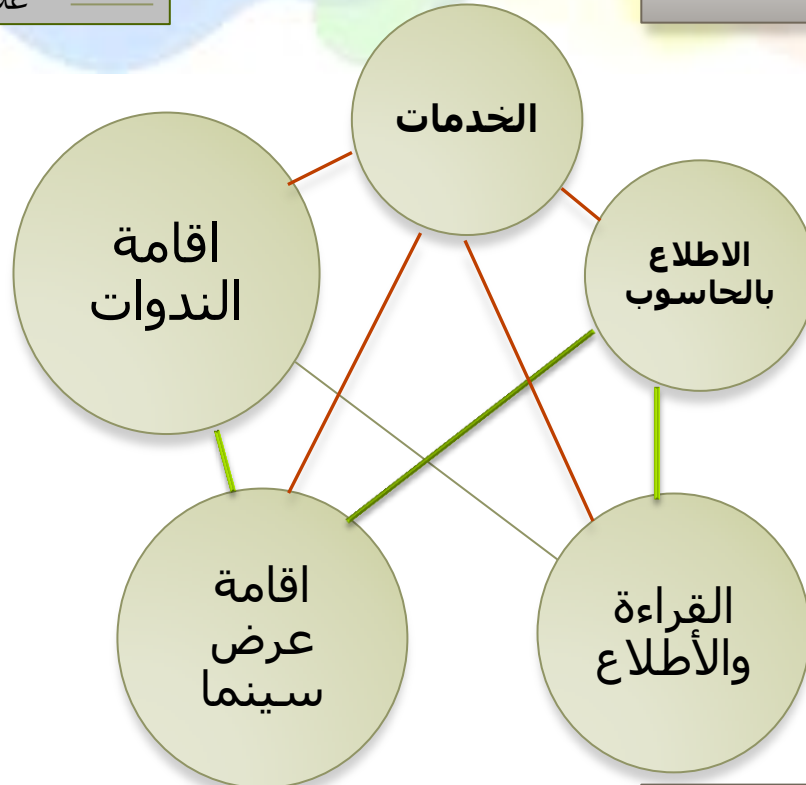 الخدمات
اقامة
الندوات
الاطلاع
بالحاسوب
اقامة
عرض
سينما
القراءة
والأطلاع